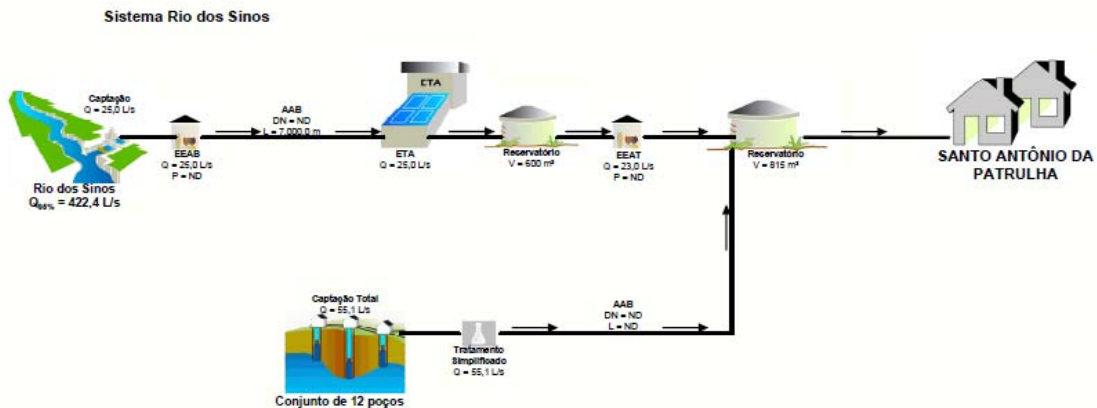 Sistema Rio dos Sinos
Captação
Q = 25,0 L/s
Rio dos Sinos
Q95% = 422,4 L/s
EEAB
Q = 25,0 L/s
P = ND
AAB
DN = ND
L = 7.000,0 m
ETA
ETA
Q = 25,0 L/s
Reservatório
V = 500 m³
EEAT
Q = 23,0 L/s
P = ND
Reservatório
V = 815 m³
SANTO ANTÔNIO DA
PATRULHA
Captação Total
Q = 55,1 L/s
Conjunto de 12 poços
Tratamento
Simplificado
Q = 55,1 L/s
AAB
DN = ND
L = ND